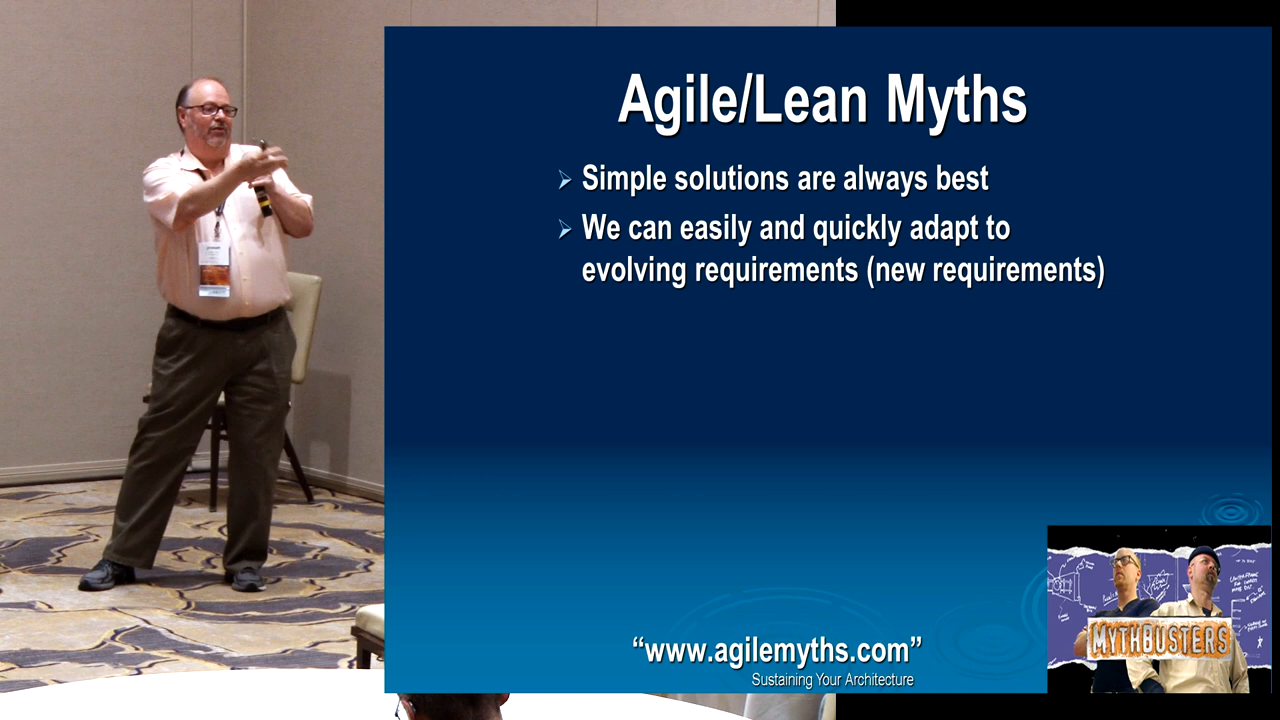 Agile/Lean Myths
Simple solutions are always best
We can easily and quickly adapt to
evolving requirements (new requirements)
“www.agilemyths.com”
Sustaining Your Architecture
MYTHBUSTERS